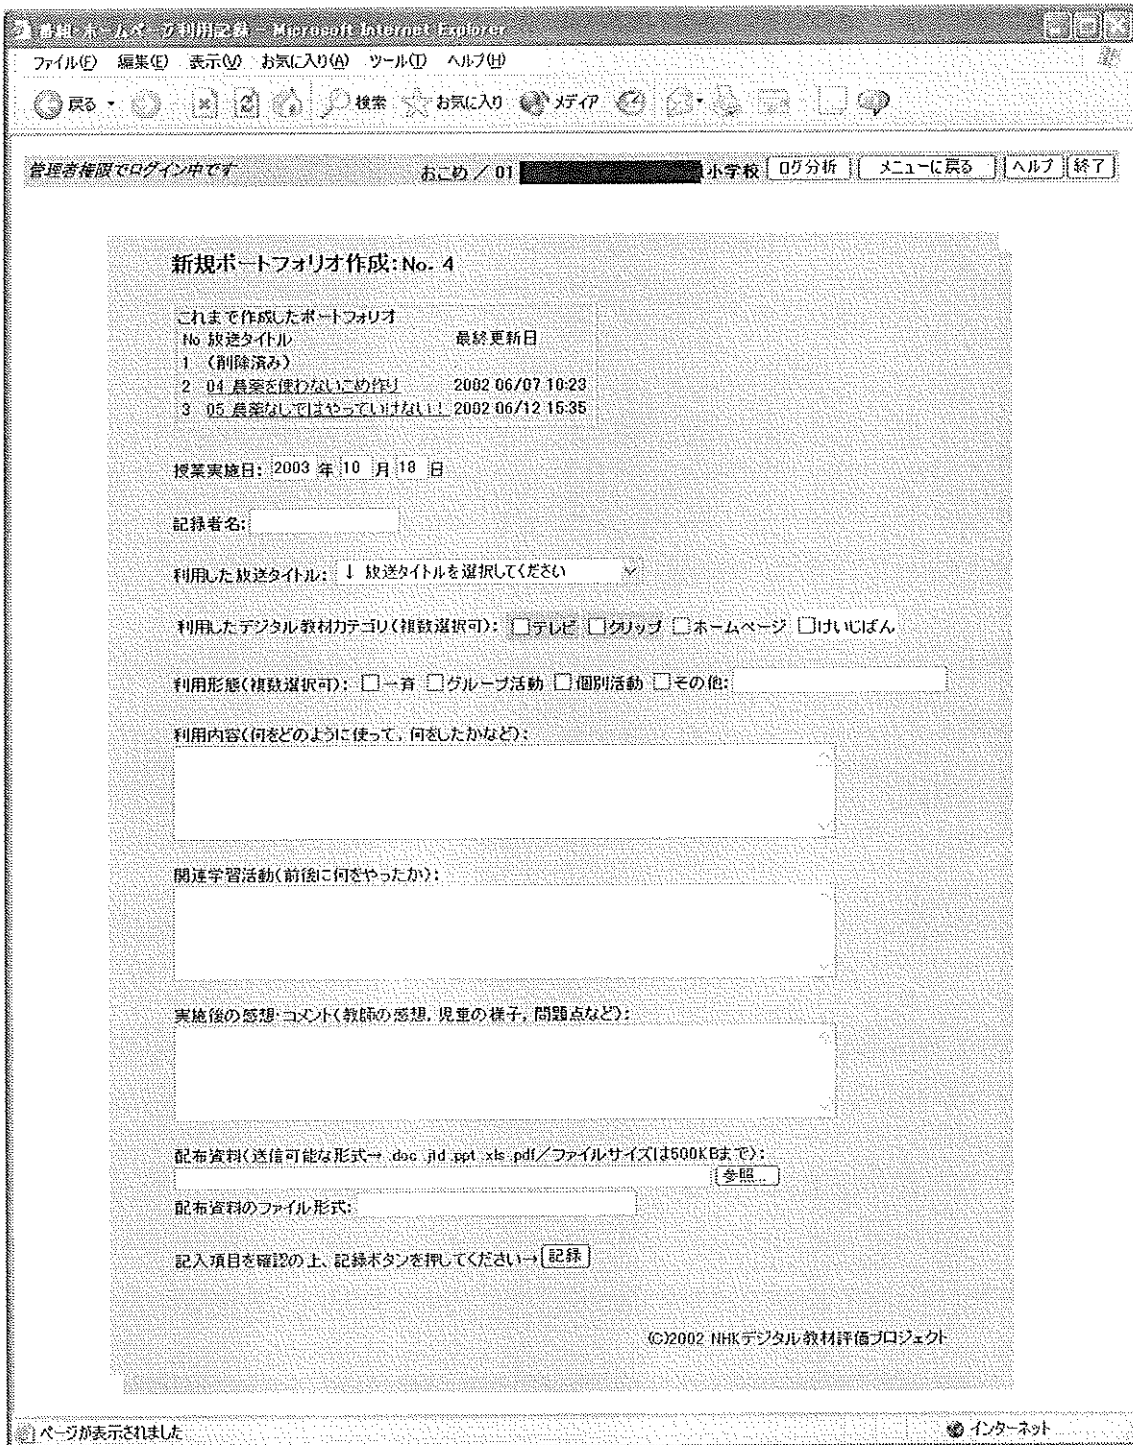 番組・ホームページ利用記録 - Microsoft Internet Explorer
ファイル(F) 編集(E) 表示(V) お気に入り(A) ツール(T) ヘルプ(H)
戻る 検索 お気に入り メディア
管理者権限でログイン中です おこめ / 01 小学校 ログ分析 メニューに戻る ヘルプ 終了
新規ポートフォリオ作成:No. 4
これまで作成したポートフォリオ
No 放送タイトル 最終更新日
1 (削除済み)
2 04 農薬を使わないこめ作り 2002 06/07 10:23
3 05 農薬なしではやっていけない! 2002 06/12 15:35
授業実施日: 2003 年 10 月 18 日
記録者名:
利用した放送タイトル: ↓ 放送タイトルを選択してください
利用したデジタル教材カテゴリ(複数選択可): □テレビ □クリップ □ホームページ □けいじばん
利用形態(複数選択可): □一斉 □グループ活動 □個別活動 □その他:
利用内容(何をどのように使って, 何をしたかなど):
関連学習活動(前後に何をやったか):
実施後の感想・コメント(教師の感想, 児童の様子, 問題点など):
配布資料(送信可能な形式→ .doc .jtd .ppt .xls .pdf/ファイルサイズは500KBまで):
参照...
配布資料のファイル形式:
記入項目を確認の上、記録ボタンを押してください→ 記録
(C)2002 NHKデジタル教材評価プロジェクト
ページが表示されました インターネット